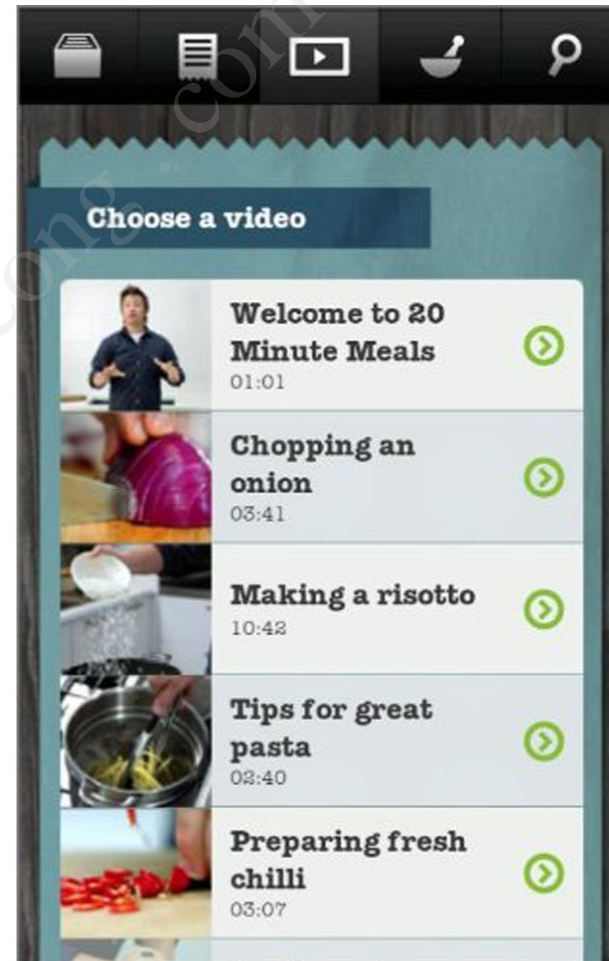 Choose a video
Welcome to 20
Minute Meals
01:01
Chopping an
onion
03:41
Making a risotto
10:42
Tips for great
pasta
02:40
Preparing fresh
chilli
03:07